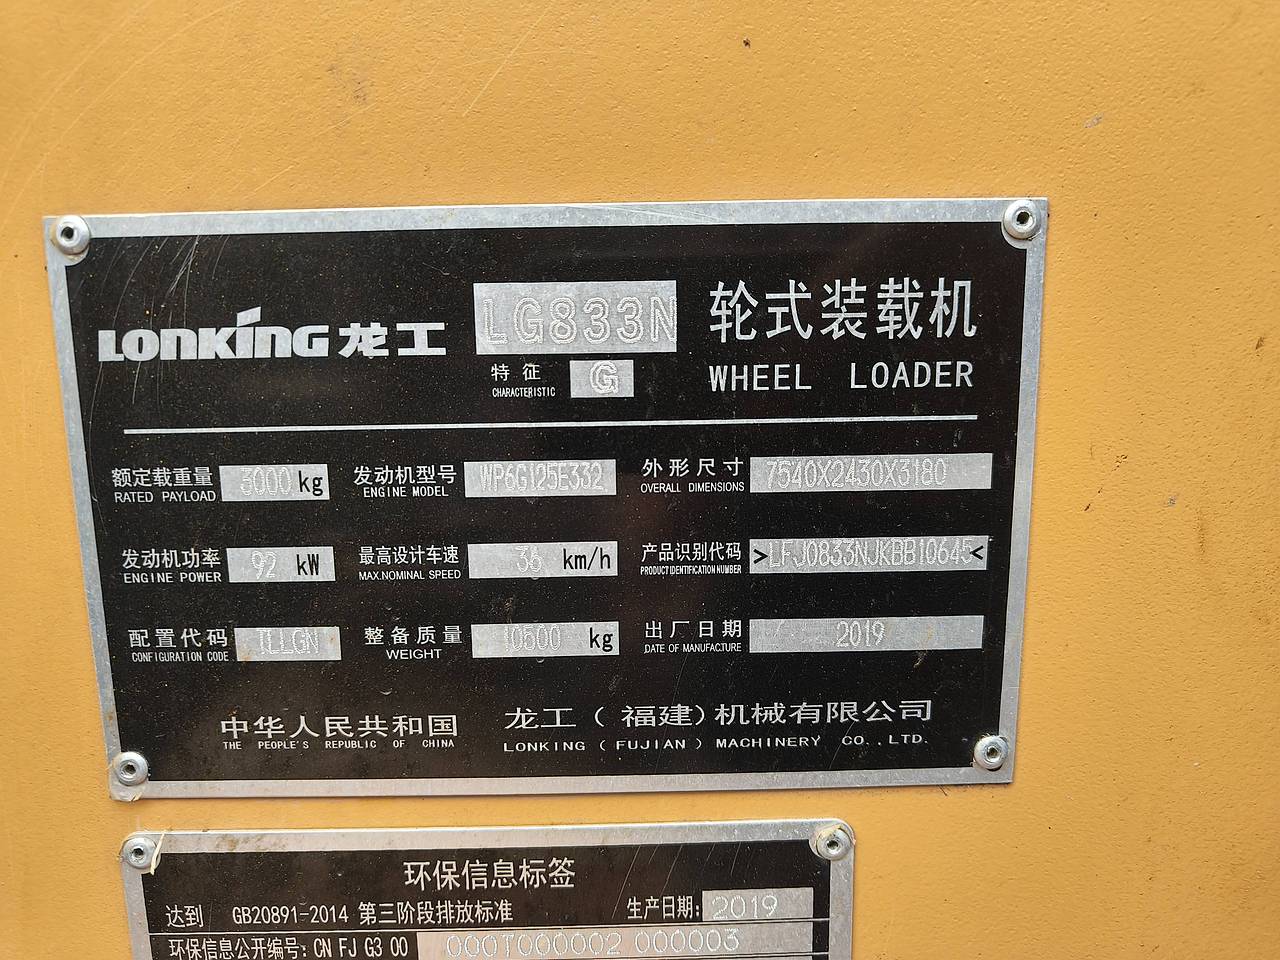 LONKING 龙工 LG833N 轮式装载机
特征 G WHEEL LOADER
CHARACTERISTIC
额定载重量 3000 kg 发动机型号 WP6G125E332 外形尺寸 7540X2430X3180
RATED PAYLOAD ENGINE MODEL OVERALL DIMENSIONS
发动机功率 92 kW 最高设计车速 36 km/h 产品识别代码 >LFJ0833NJKBB10645<
ENGINE POWER MAX.NOMINAL SPEED PRODUCT IDENTIFICATION NUMBER
配置代码 TLLGN 整备质量 10500 kg 出厂日期 2019
CONFIGURATION CODE WEIGHT DATE OF MANUFACTURE
中华人民共和国 龙工(福建)机械有限公司
THE PEOPLE'S REPUBLIC OF CHINA LONKING (FUJIAN) MACHINERY CO.,LTD.
环保信息标签
达到 GB20891-2014 第三阶段排放标准 生产日期: 2019
环保信息公开编号: CN FJ G3 00 000T000002 000003